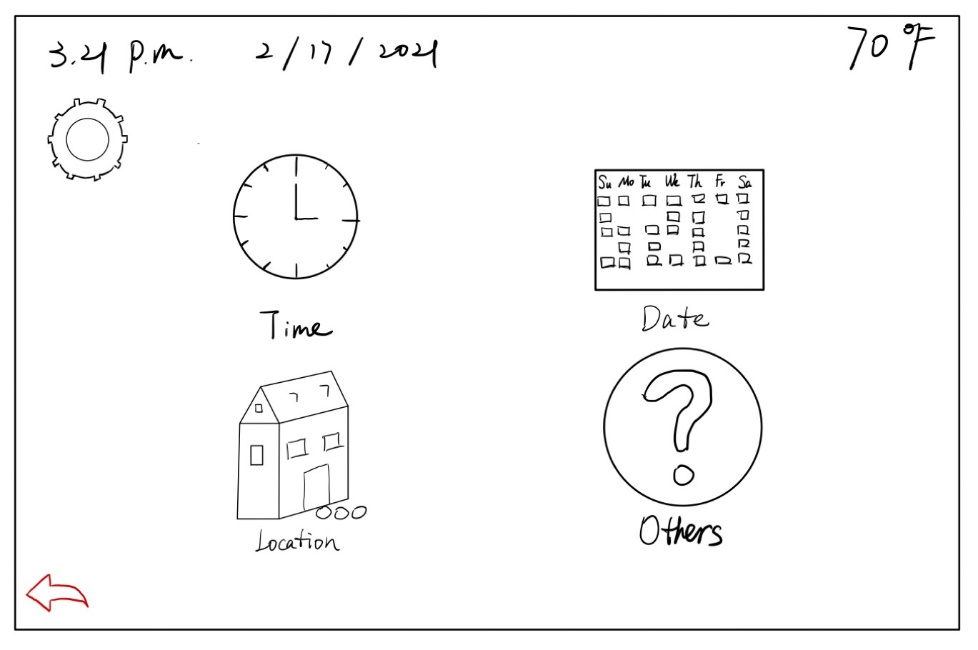 3.21 p.m. 2/17/2021 70°F
Su Mo Tu We Th Fr Sa
Time
Date
?
Location
Others